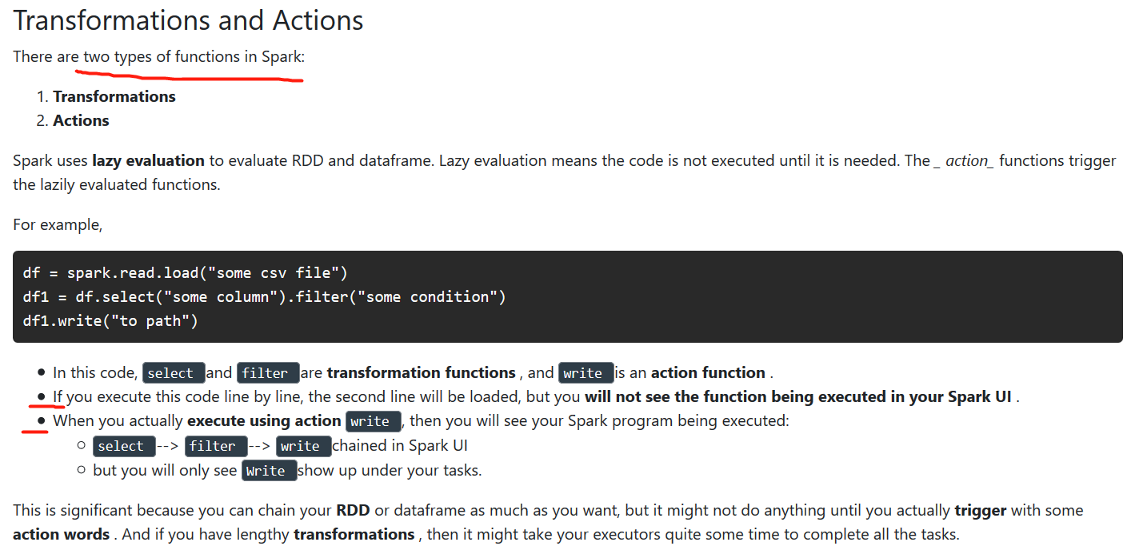 Transformations and Actions
There are two types of functions in Spark:
1. Transformations
2. Actions
Spark uses lazy evaluation to evaluate RDD and dataframe. Lazy evaluation means the code is not executed until it is needed. The _ action_ functions trigger
the lazily evaluated functions.
For example,
df = spark.read.load("some csv file")
df1 = df.select("some column").filter("some condition")
df1.write("to path")
• In this code, select and filter are transformation functions , and write is an action function .
• If you execute this code line by line, the second line will be loaded, but you will not see the function being executed in your Spark UI .
• When you actually execute using action write , then you will see your Spark program being executed:
○ select --> filter --> write chained in Spark UI
○ but you will only see Write show up under your tasks.
This is significant because you can chain your RDD or dataframe as much as you want, but it might not do anything until you actually trigger with some
action words . And if you have lengthy transformations , then it might take your executors quite some time to complete all the tasks.